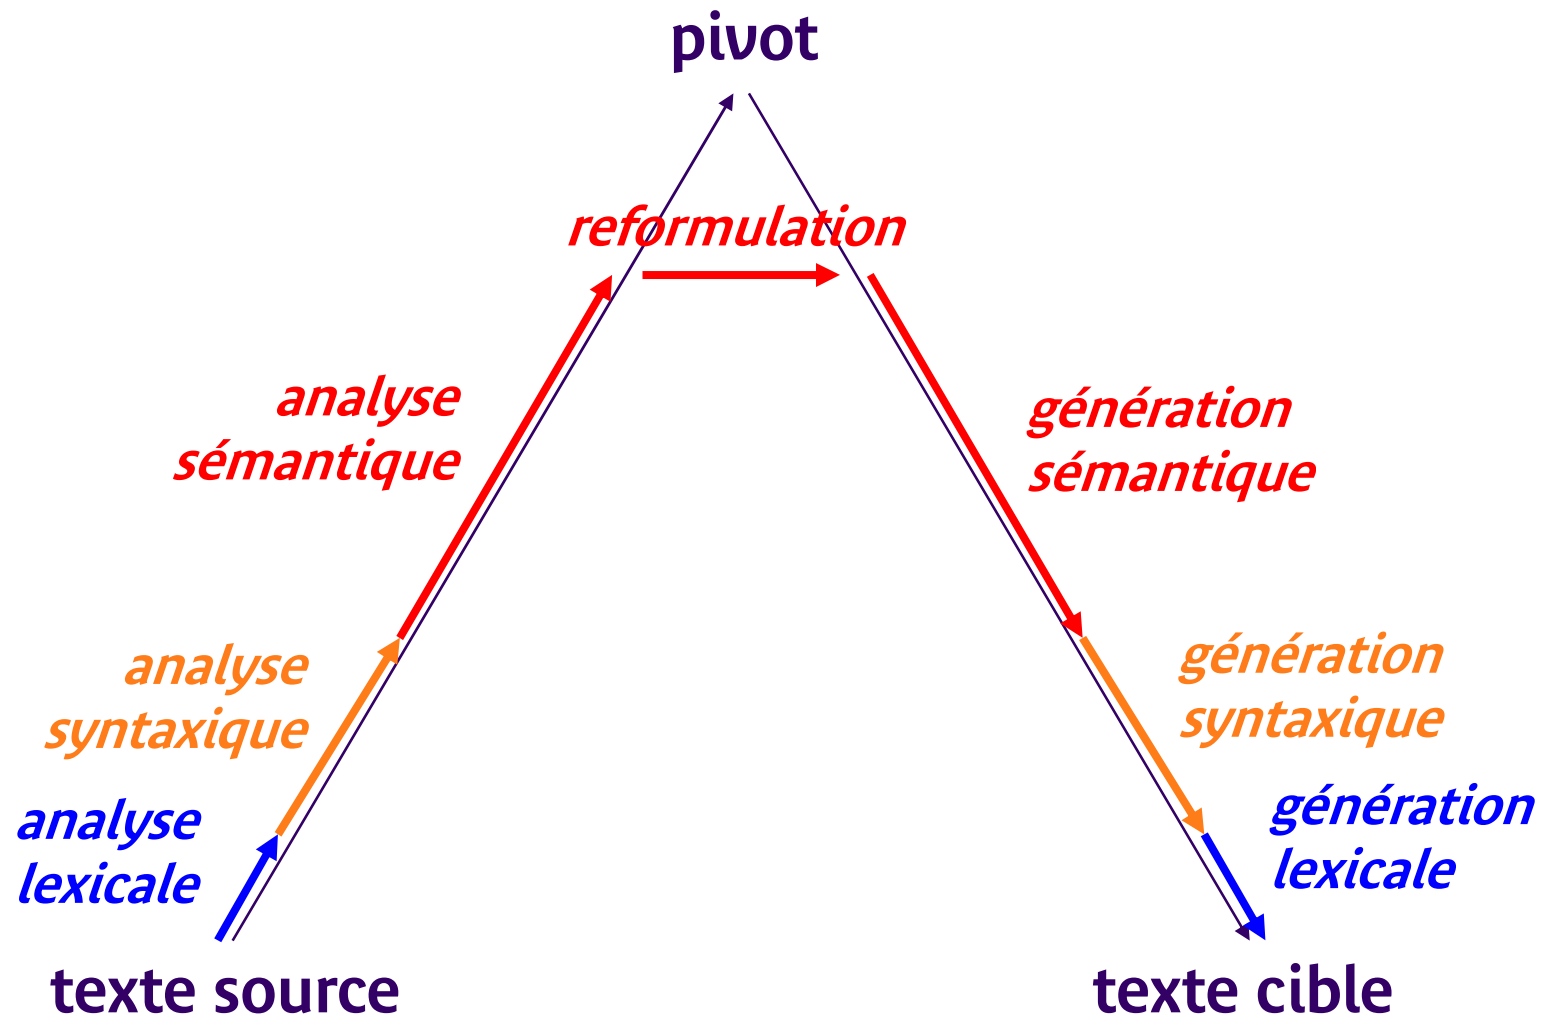 pivot
reformulation
analyse
sémantique
génération
sémantique
analyse
syntaxique
génération
syntaxique
analyse
lexicale
génération
lexicale
texte source
texte cible